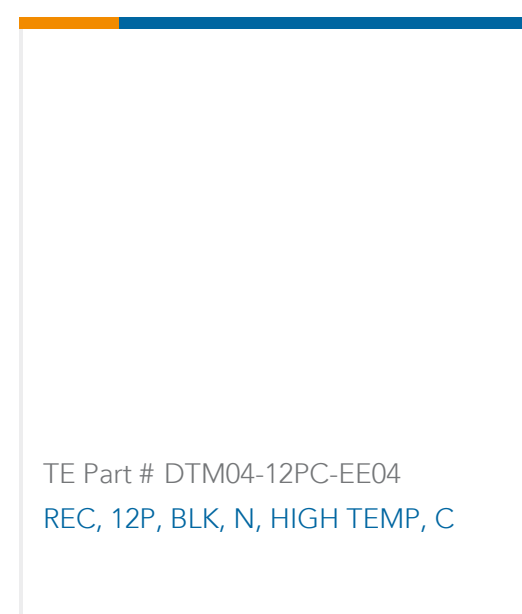 TE Part # DTM04-12PC-EE04
REC, 12P, BLK, N, HIGH TEMP, C